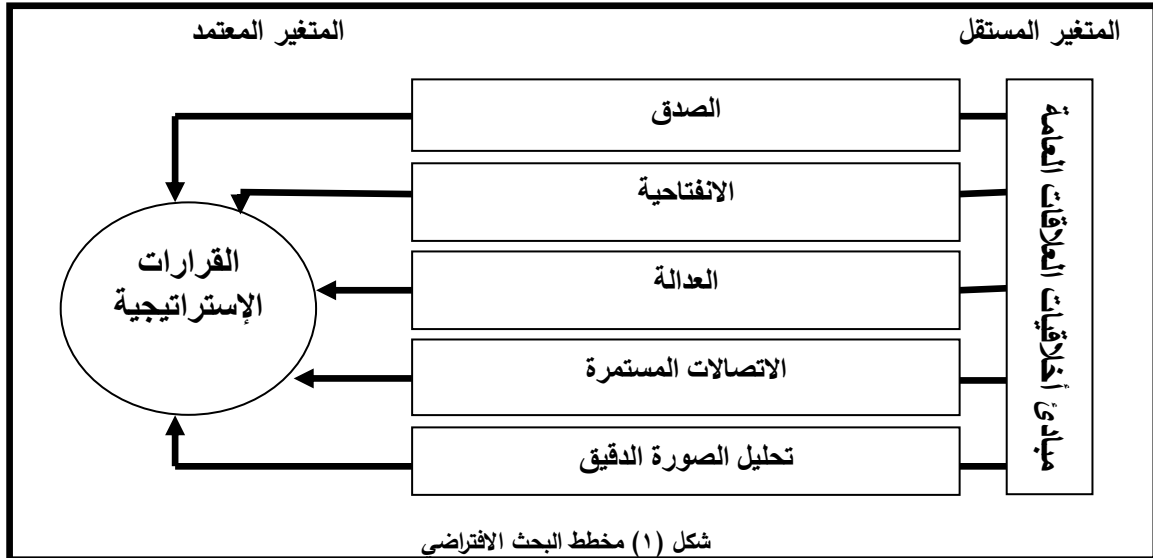 المتغير المستقل
المتغير المعتمد
مبادئ أخلاقيات العلاقات العامة
الصدق
الانفتاحية
العدالة
الاتصالات المستمرة
تحليل الصورة الدقيق
القرارات
الإستراتيجية
شكل (١) مخطط البحث الافتراضي